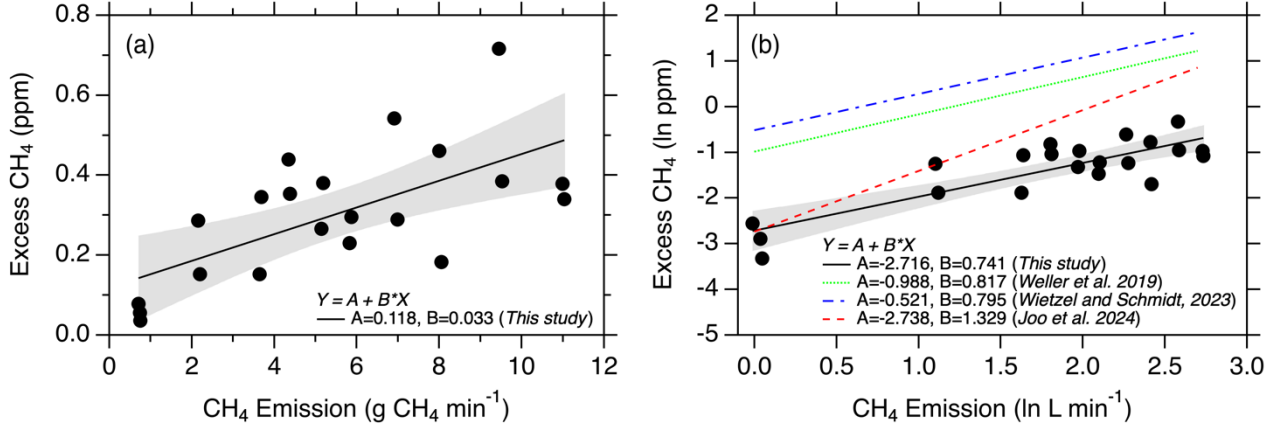 (a)
0.8
0.6
0.4
0.2
0.0
Excess CH₄ (ppm)
Y = A + B*X
A=0.118, B=0.033 (This study)
0 2 4 6 8 10 12
CH₄ Emission (g CH₄ min⁻¹)
(b)
2
1
0
-1
-2
-3
-4
-5
Excess CH₄ (ln ppm)
Y = A + B*X
A=-2.716, B=0.741 (This study)
A=-0.988, B=0.817 (Weller et al. 2019)
A=-0.521, B=0.795 (Wietzel and Schmidt, 2023)
A=-2.738, B=1.329 (Joo et al. 2024)
0.0 0.5 1.0 1.5 2.0 2.5 3.0
CH₄ Emission (ln L min⁻¹)